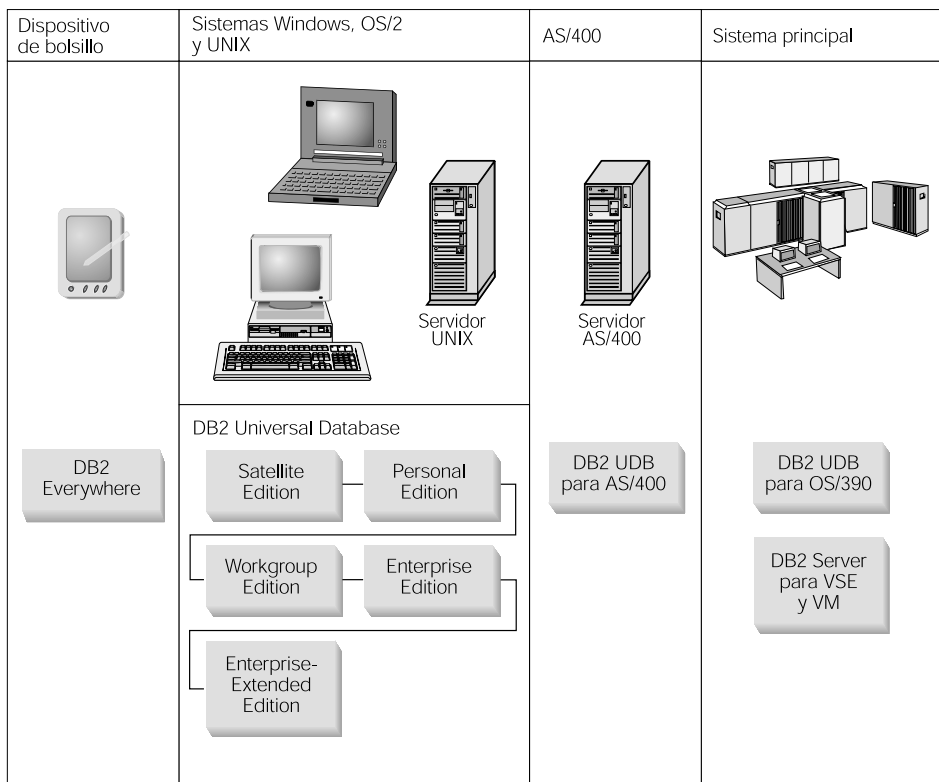 Dispositivo
de bolsillo
Sistemas Windows, OS/2
y UNIX
AS/400
Sistema principal
Servidor
UNIX
Servidor
AS/400
DB2 Universal Database
DB2
Everywhere
Satellite
Edition
Personal
Edition
DB2 UDB
para AS/400
DB2 UDB
para OS/390
Workgroup
Edition
Enterprise
Edition
DB2 Server
para VSE
y VM
Enterprise-
Extended
Edition